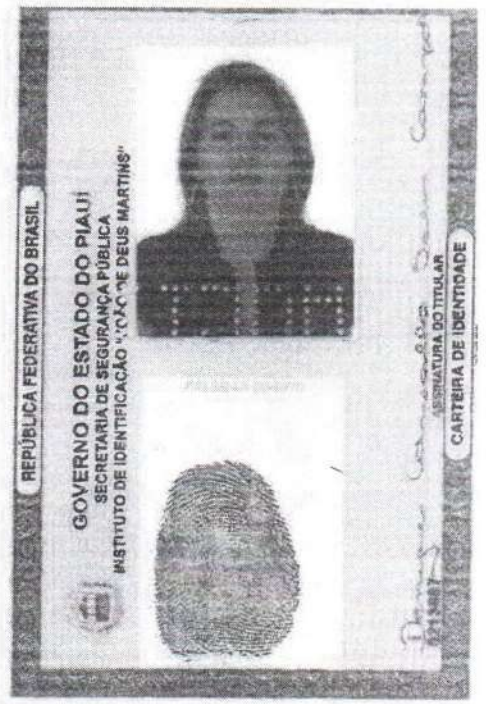 REPÚBLICA FEDERATIVA DO BRASIL
GOVERNO DO ESTADO DO PIAUÍ
SECRETARIA DE SEGURANÇA PÚBLICA
INSTITUTO DE IDENTIFICAÇÃO "JOÃO DE DEUS MARTINS"
ASSINATURA DO TITULAR
CARTEIRA DE IDENTIDADE